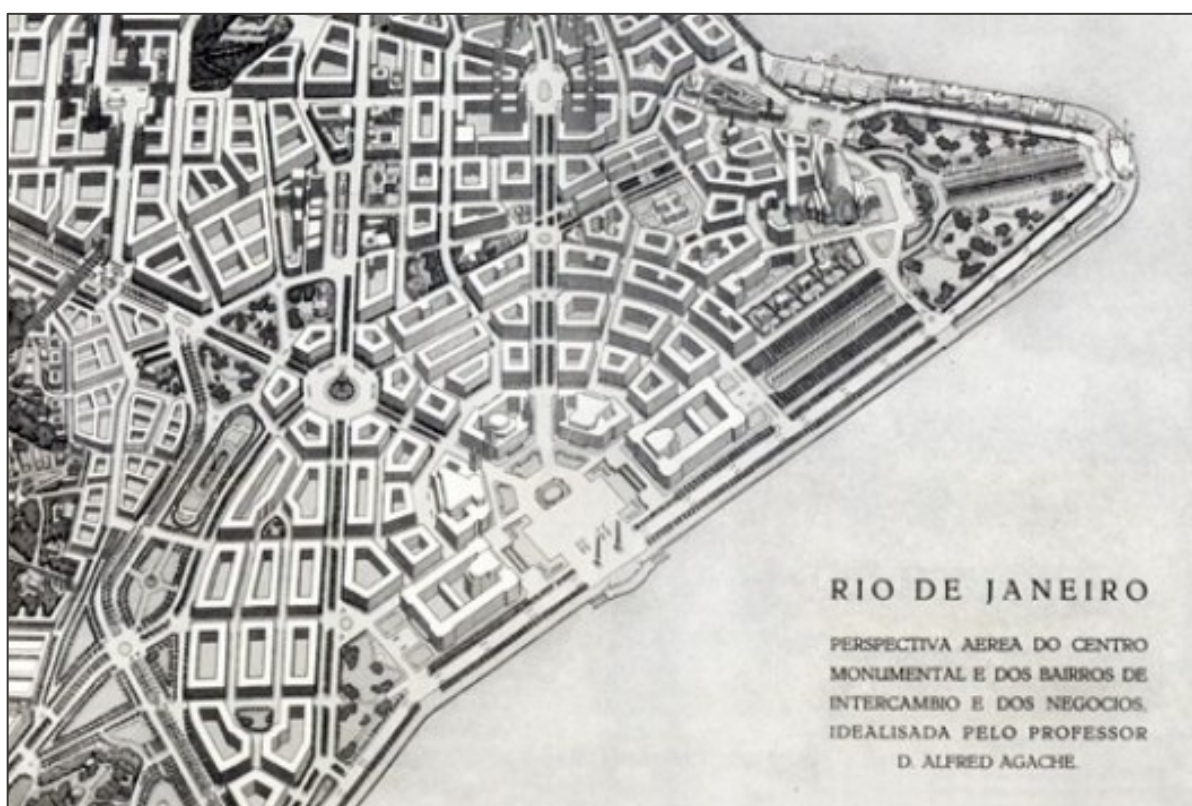 RIO DE JANEIRO
PERSPECTIVA AEREA DO CENTRO
MONUMENTAL E DOS BAIRROS DE
INTERCAMBIO E DOS NEGOCIOS,
IDEALISADA PELO PROFESSOR
D. ALFRED AGACHE.